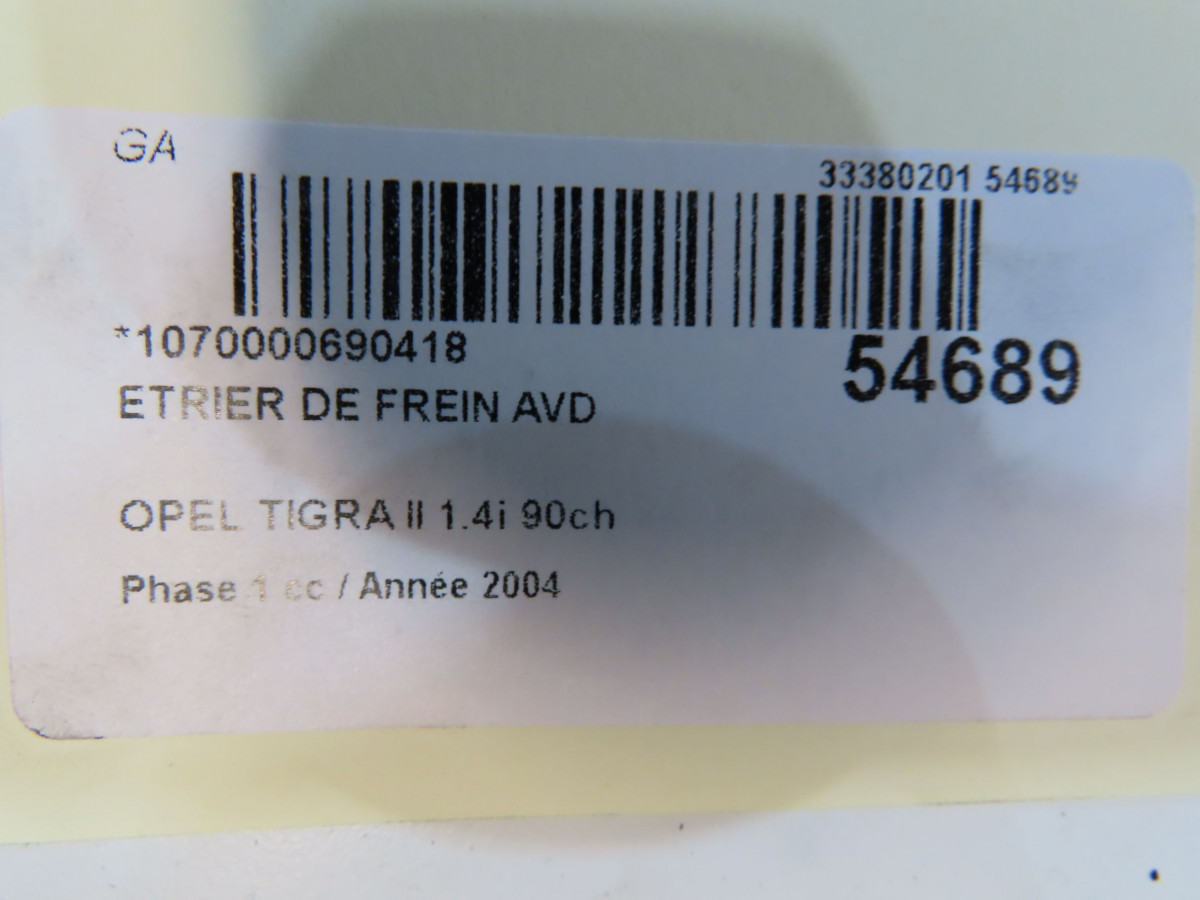 GA
33380201 54689
*1070000690418
54689
ETRIER DE FREIN AVD
OPEL TIGRA II 1.4i 90ch
Phase 1 cc / Année 2004